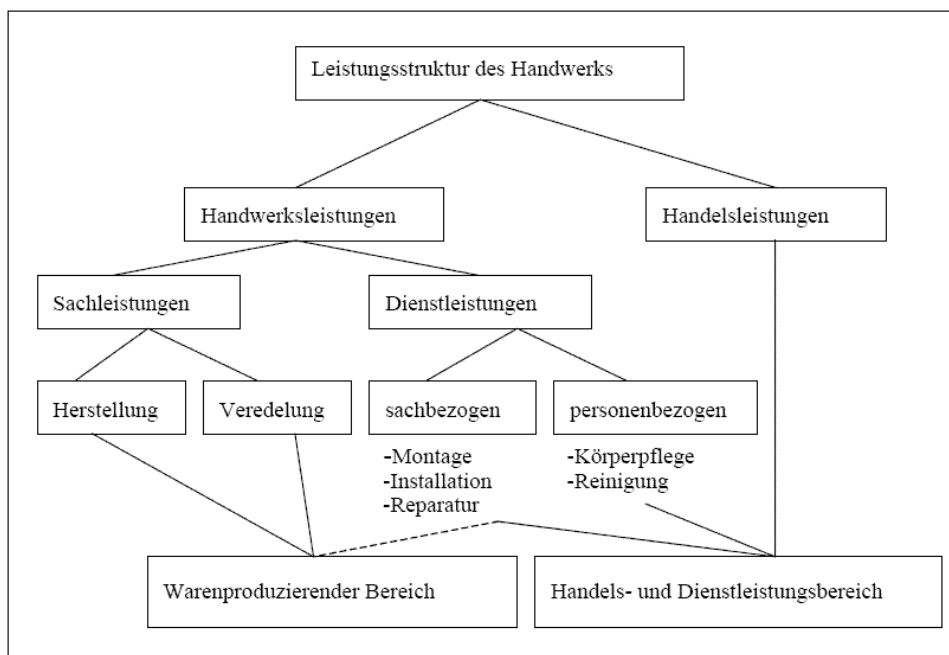 Leistungsstruktur des Handwerks
Handwerksleistungen
Handelsleistungen
Sachleistungen
Dienstleistungen
Herstellung
Veredelung
sachbezogen
personenbezogen
-Montage
-Installation
-Reparatur
-Körperpflege
-Reinigung
Warenproduzierender Bereich
Handels- und Dienstleistungsbereich